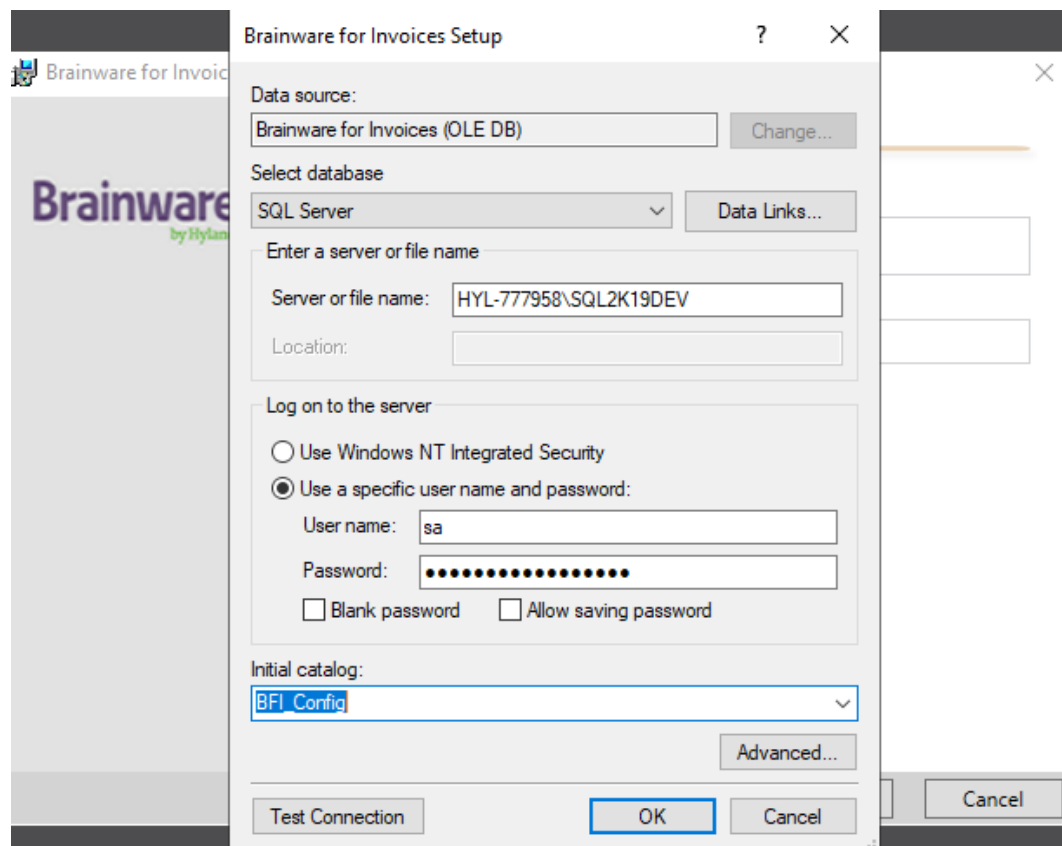 Brainware for Invoices Setup ? ✕
Brainware for Invoic
Data source:
Brainware for Invoices (OLE DB) Change...
Select database
Brainware
by Hylan
SQL Server Data Links...
Enter a server or file name
Server or file name: HYL-777958\SQL2K19DEV
Location:
Log on to the server
Use Windows NT Integrated Security
Use a specific user name and password:
User name: sa
Password: ●●●●●●●●●●●●●●●●●
Blank password Allow saving password
Initial catalog:
BFI_Config
Advanced...
Test Connection OK Cancel
Cancel